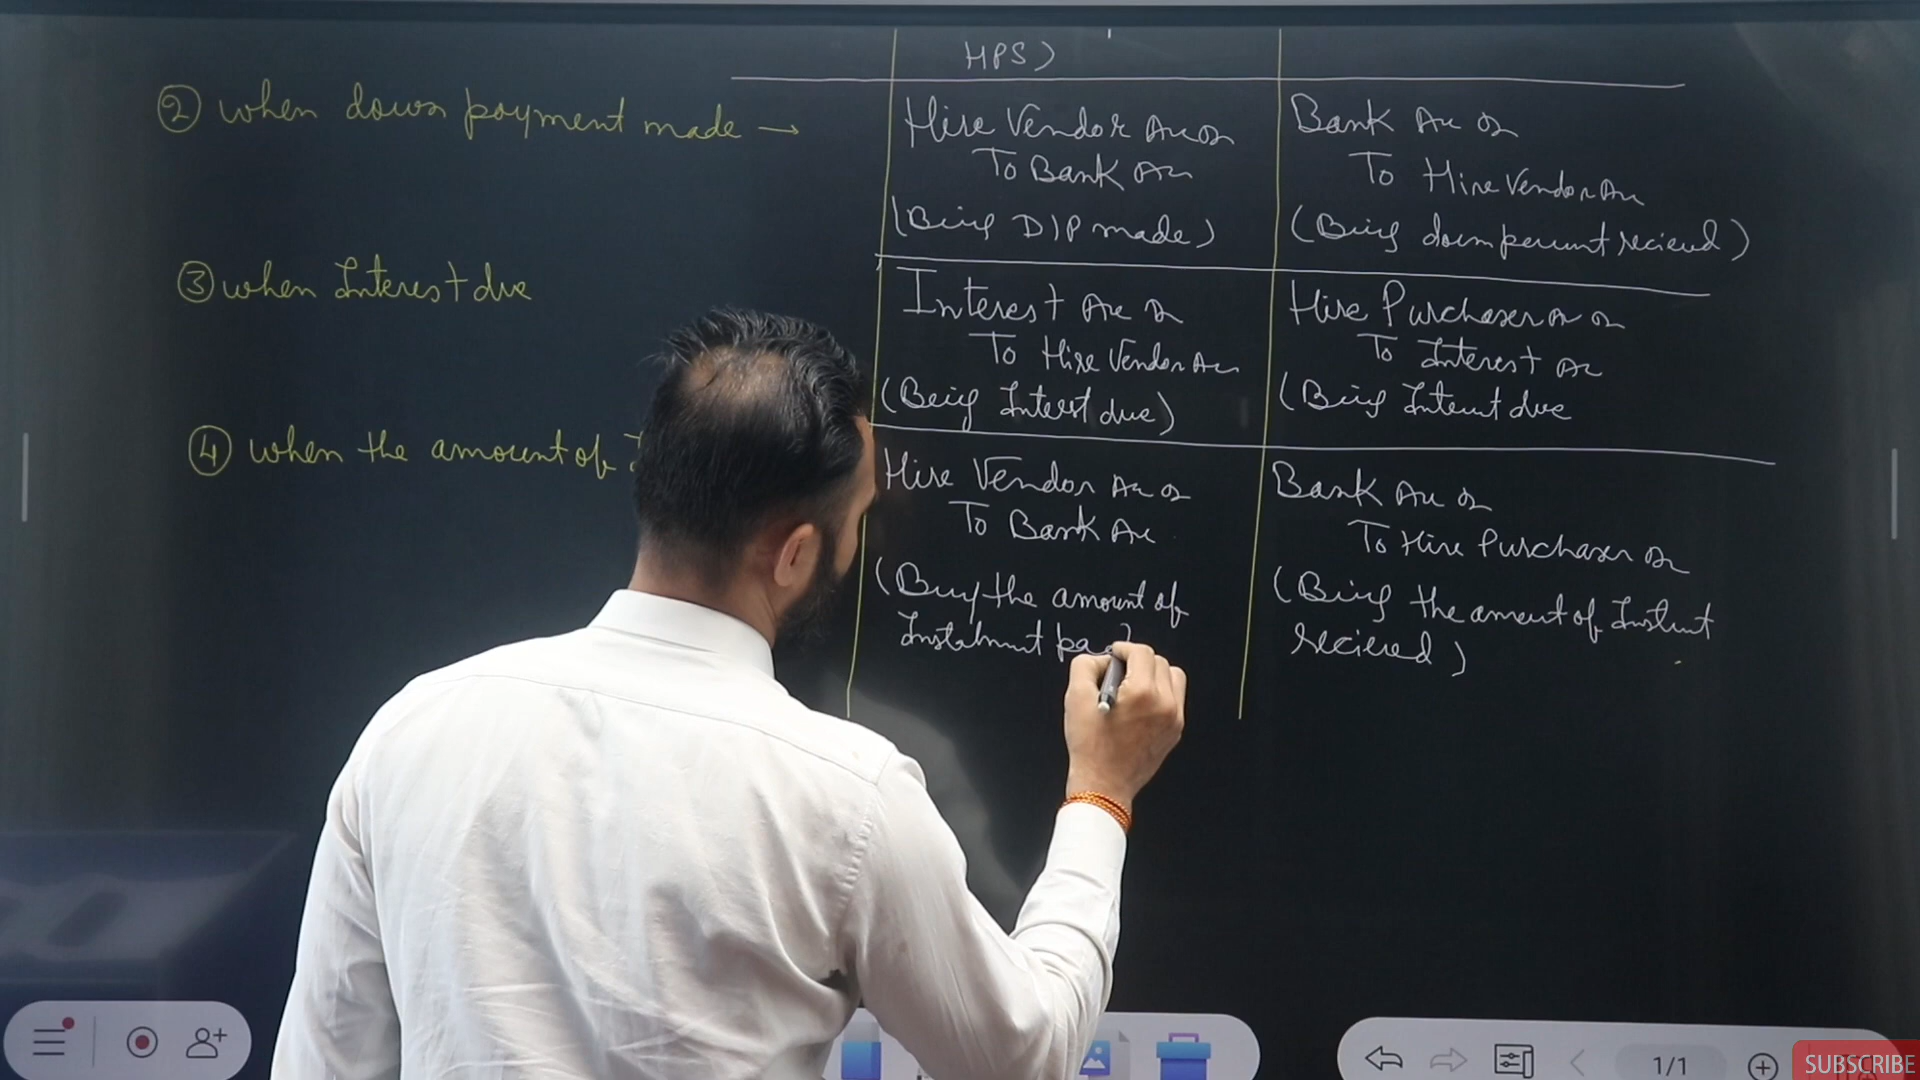 HPS)
② when down payment made →
Hire Vendor A/c Dr
To Bank A/c
(Being D/P made)
Bank A/c Dr
To Hire Vendor A/c
(Being down payment recieved)
③ when Interest due
Interest A/c Dr
To Hire Vendor A/c
(Being Interest due)
Hire Purchaser A/c Dr
To Interest A/c
(Being Interest due
④ when the amount of
Hire Vendor A/c Dr
To Bank A/c
(Being the amount of
Instalment
Bank A/c Dr
To Hire Purchaser
(Being the amount of
recieved)
1/1
SUBSCRIBE